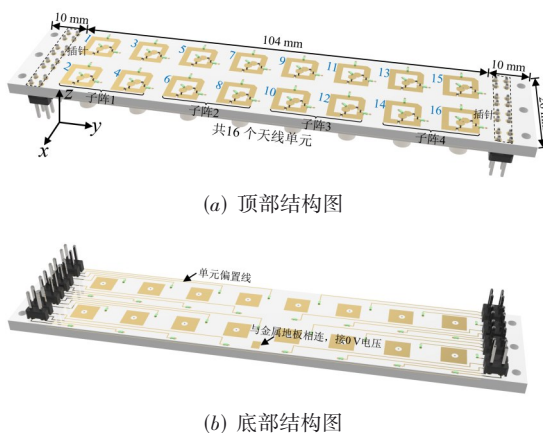 10 mm
104 mm
10 mm
插针
1 3 5 7 9 11 13 15
2 4 6 8 10 12 14 16
插针
子阵1 子阵2 子阵3 子阵4
z
y
x
共16 个天线单元
(a) 顶部结构图
单元偏置线
与金属地板相连，接0 V电压
(b) 底部结构图